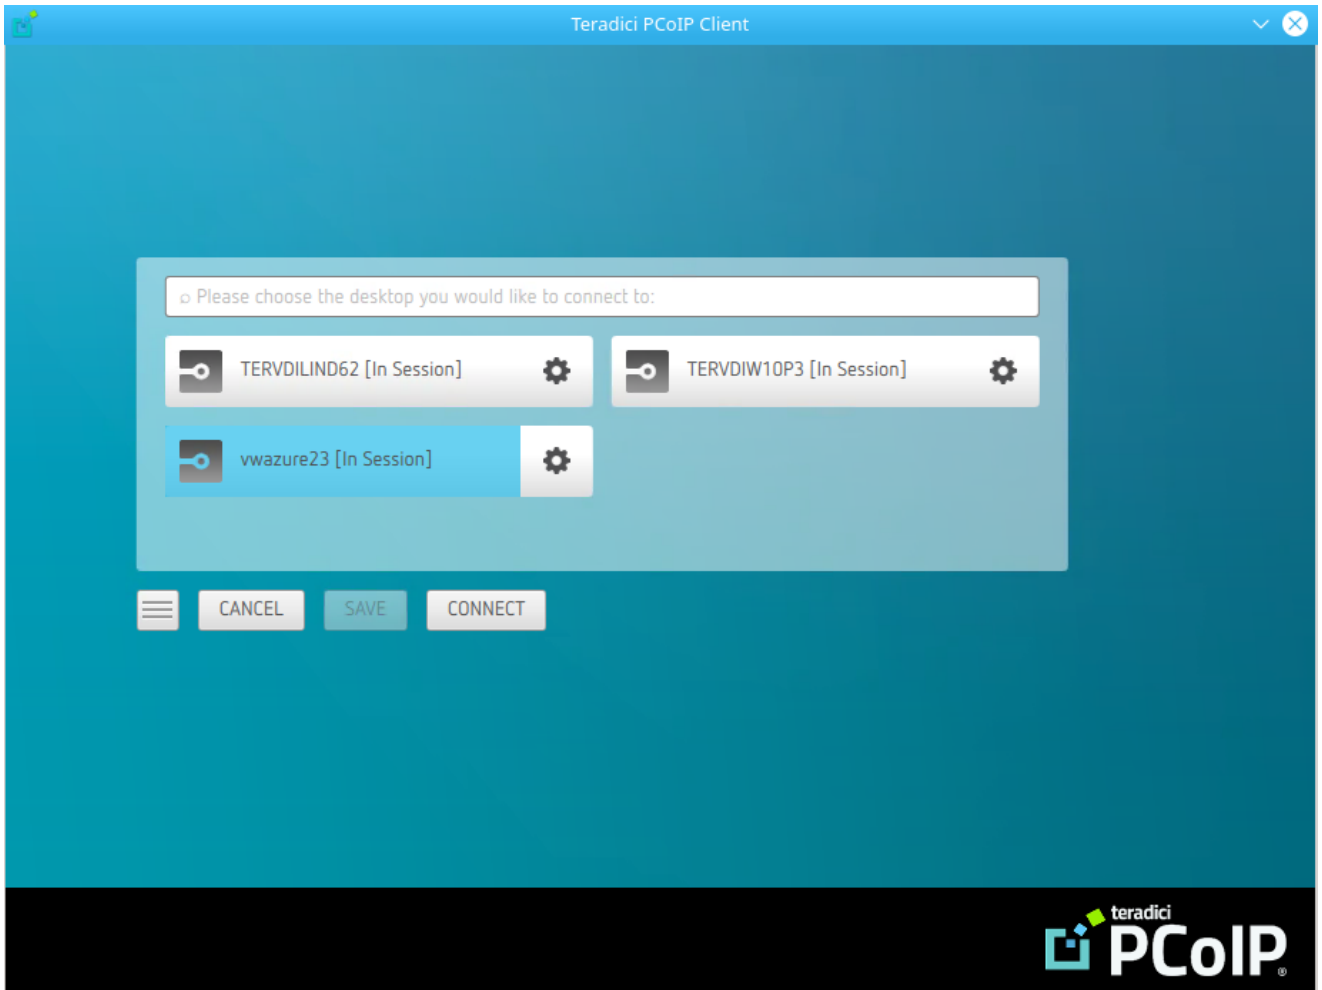 Teradici PCoIP Client
Please choose the desktop you would like to connect to:
TERVDILIND62 [In Session]
TERVDIW10P3 [In Session]
vwazure23 [In Session]
CANCEL
SAVE
CONNECT
teradici
PCoIP®